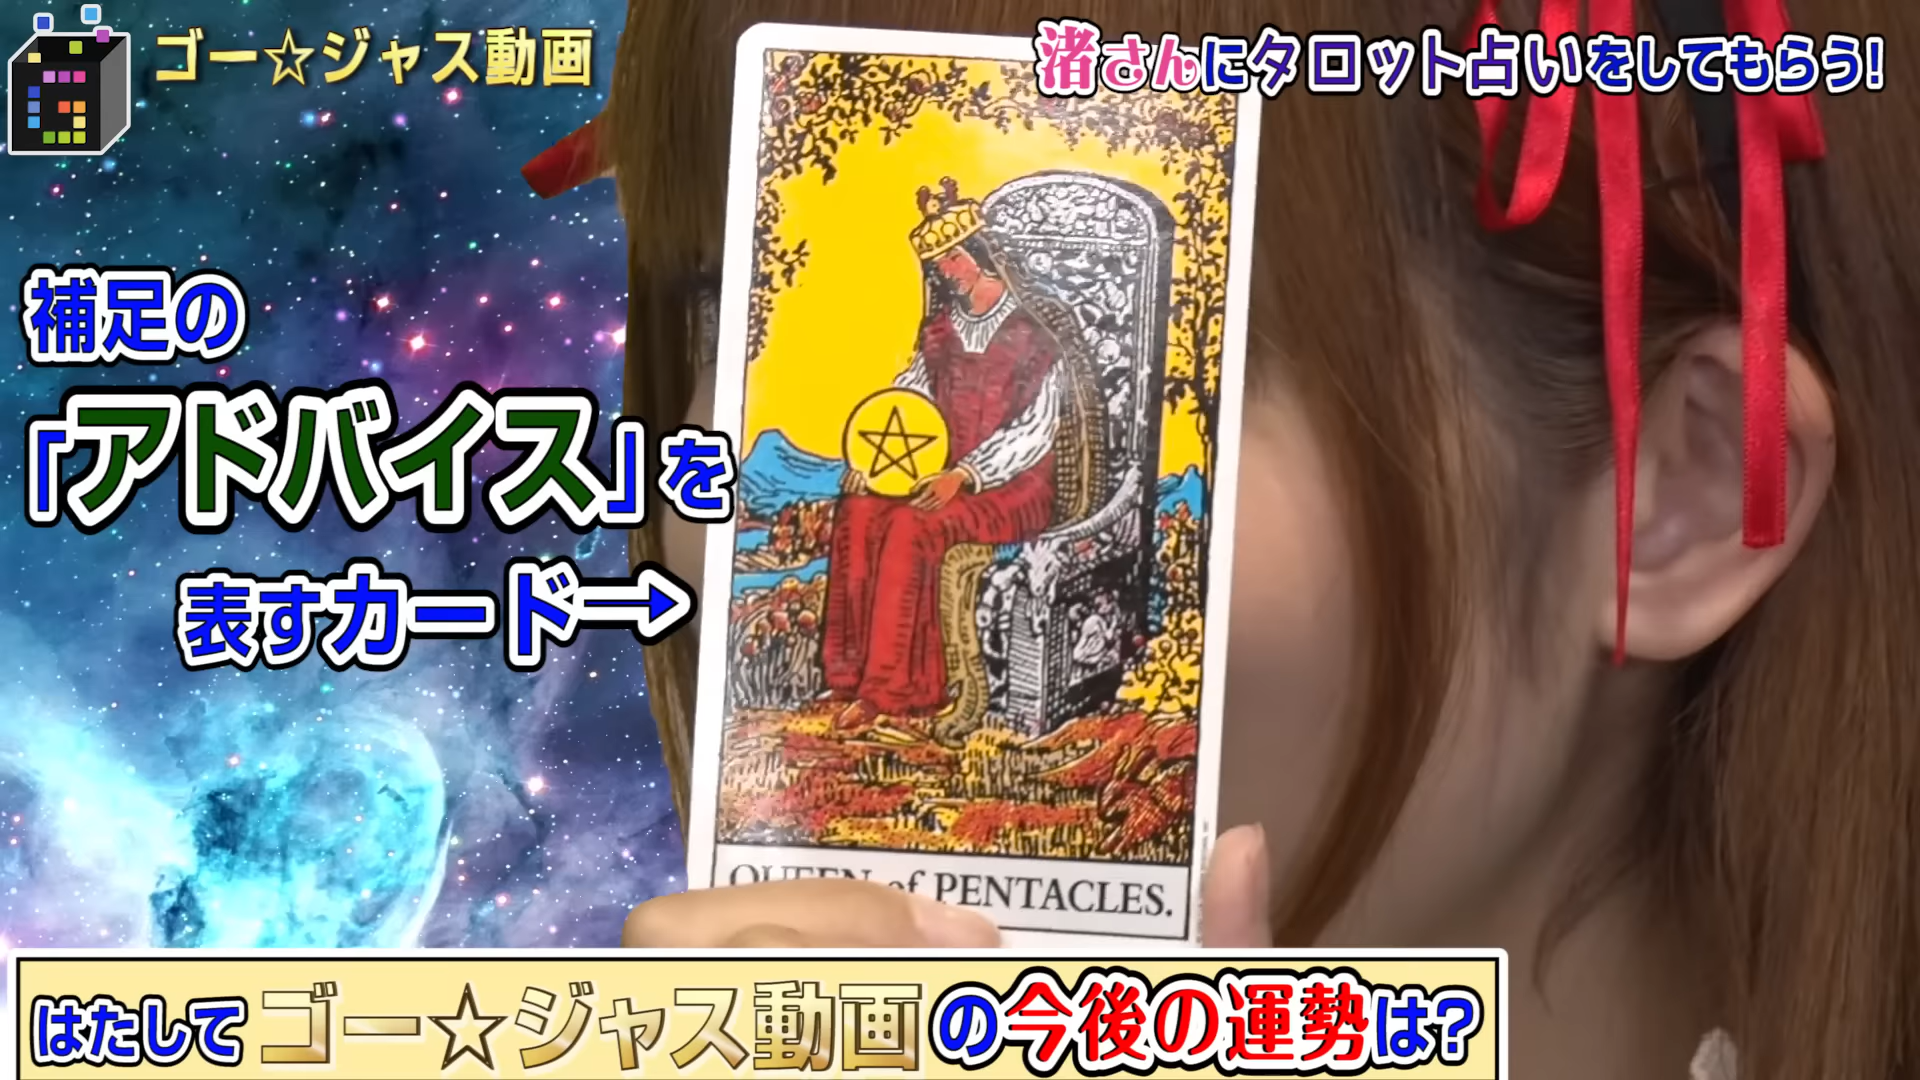 ゴー☆ジャス動画
渚さんにタロット占いをしてもらう!
補足の
「アドバイス」を
表すカード→
QUEEN of PENTACLES.
はたしてゴー☆ジャス動画の今後の運勢は?